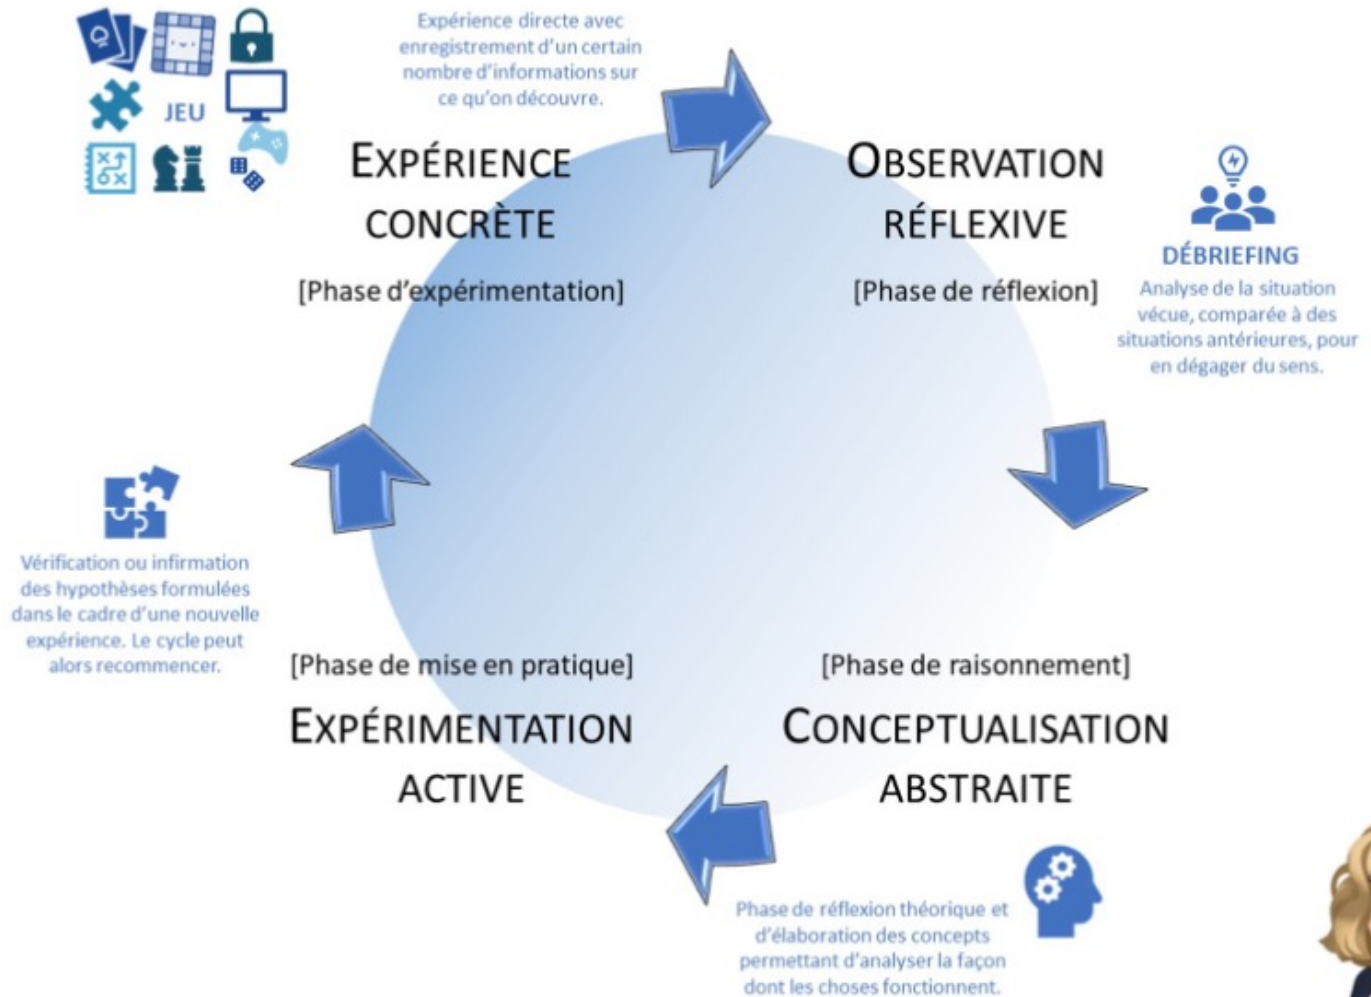 JEU
Expérience directe avec
enregistrement d'un certain
nombre d'informations sur
ce qu'on découvre.
EXPÉRIENCE
CONCRÈTE
[Phase d'expérimentation]
OBSERVATION
RÉFLEXIVE
[Phase de réflexion]
DÉBRIEFING
Analyse de la situation
vécue, comparée à des
situations antérieures, pour
en dégager du sens.
[Phase de raisonnement]
CONCEPTUALISATION
ABSTRAITE
Phase de réflexion théorique et
d'élaboration des concepts
permettant d'analyser la façon
dont les choses fonctionnent.
[Phase de mise en pratique]
EXPÉRIMENTATION
ACTIVE
Vérification ou infirmation
des hypothèses formulées
dans le cadre d'une nouvelle
expérience. Le cycle peut
alors recommencer.